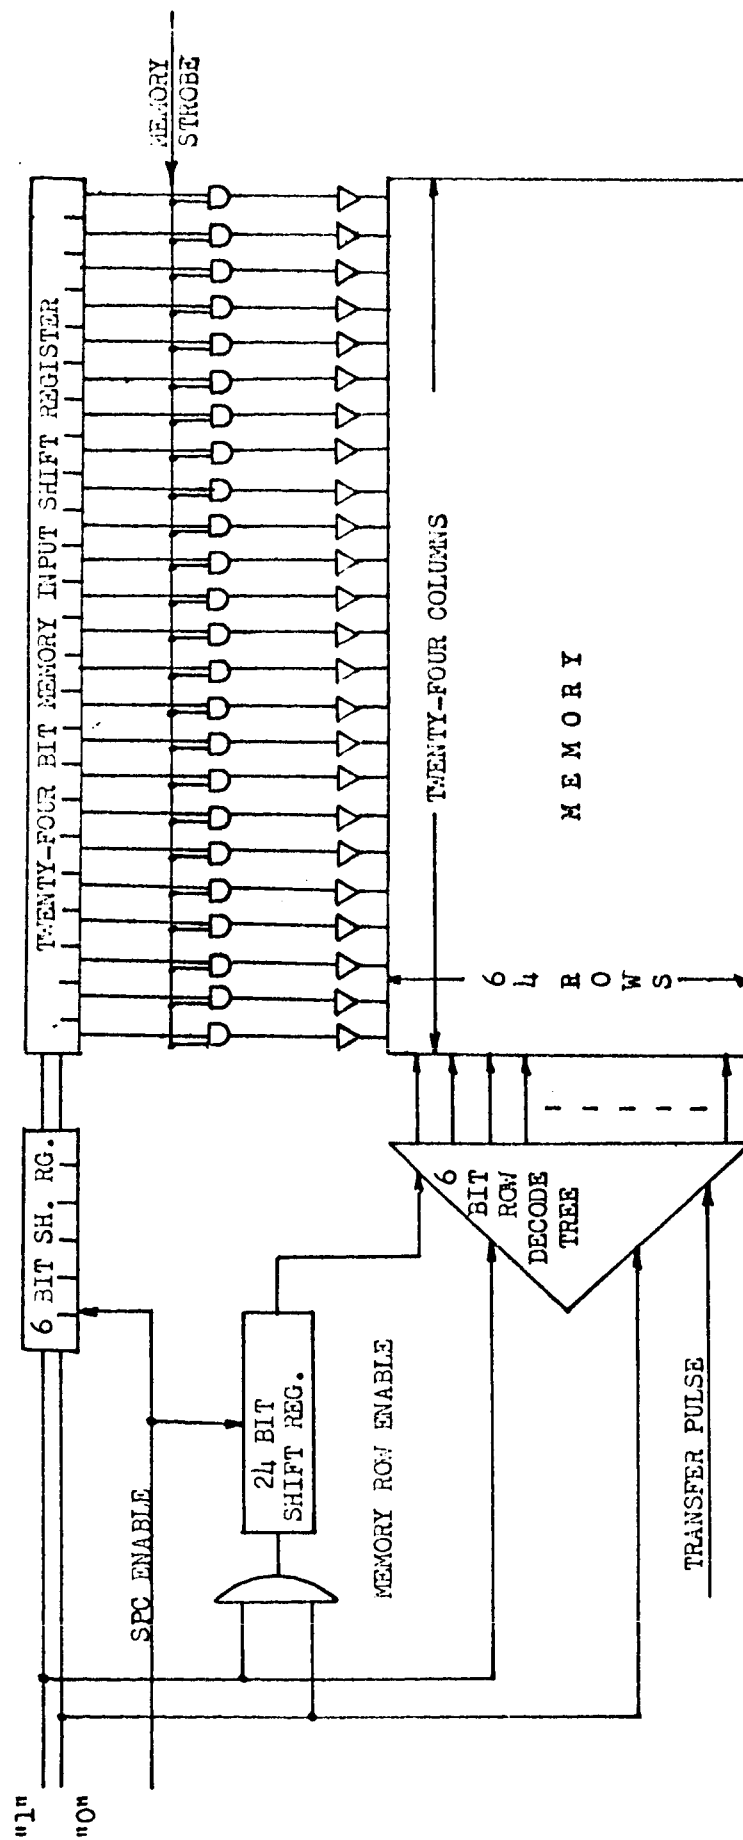 "1"
"0"
6 BIT SH. RG.
TWENTY-FOUR BIT MEMORY INPUT SHIFT REGISTER
MEMORY
STROBE
SPC ENABLE
24 BIT
SHIFT REG.
MEMORY ROW ENABLE
6
BIT
ROW
DECODE
TREE
TRANSFER PULSE
TWENTY-FOUR COLUMNS
64 ROWS
MEMORY